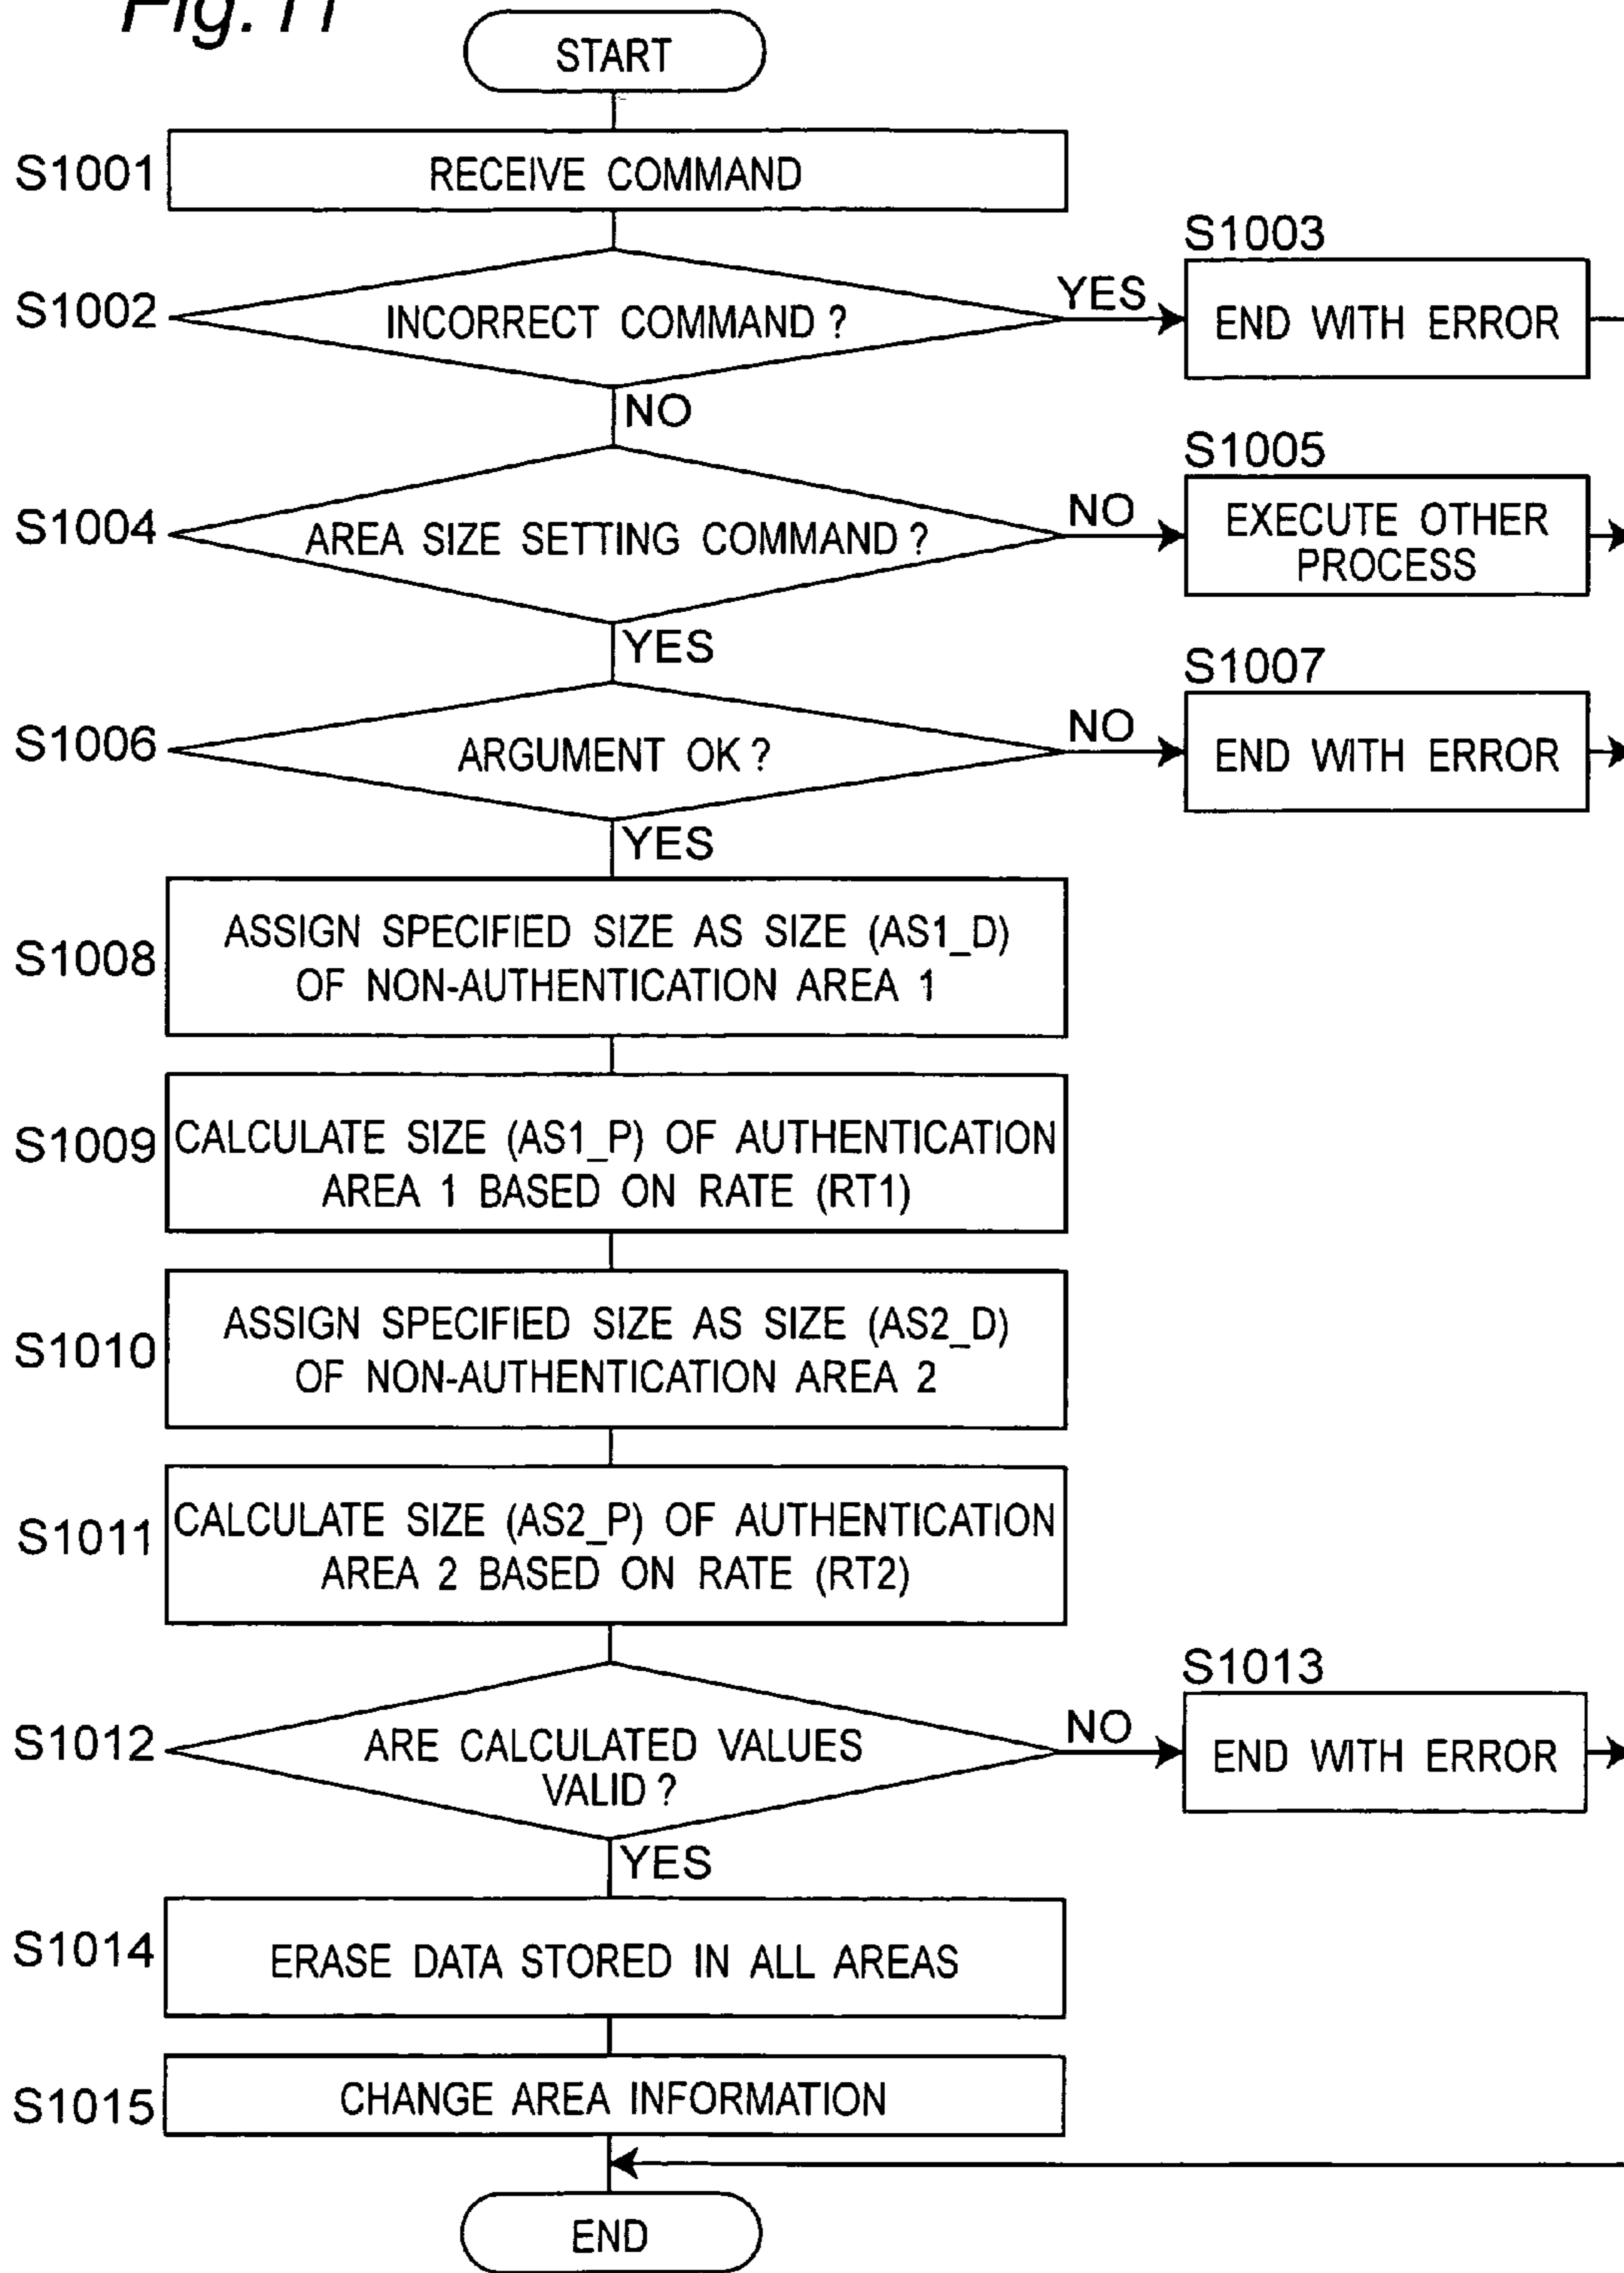 Fig. 11
START
S1001
RECEIVE COMMAND
S1002
INCORRECT COMMAND ?
YES
S1003
END WITH ERROR
NO
S1004
AREA SIZE SETTING COMMAND ?
NO
S1005
EXECUTE OTHER
PROCESS
YES
S1006
ARGUMENT OK ?
NO
S1007
END WITH ERROR
YES
S1008
ASSIGN SPECIFIED SIZE AS SIZE (AS1_D)
OF NON-AUTHENTICATION AREA 1
S1009
CALCULATE SIZE (AS1_P) OF AUTHENTICATION
AREA 1 BASED ON RATE (RT1)
S1010
ASSIGN SPECIFIED SIZE AS SIZE (AS2_D)
OF NON-AUTHENTICATION AREA 2
S1011
CALCULATE SIZE (AS2_P) OF AUTHENTICATION
AREA 2 BASED ON RATE (RT2)
S1012
ARE CALCULATED VALUES
VALID ?
NO
S1013
END WITH ERROR
YES
S1014
ERASE DATA STORED IN ALL AREAS
S1015
CHANGE AREA INFORMATION
END